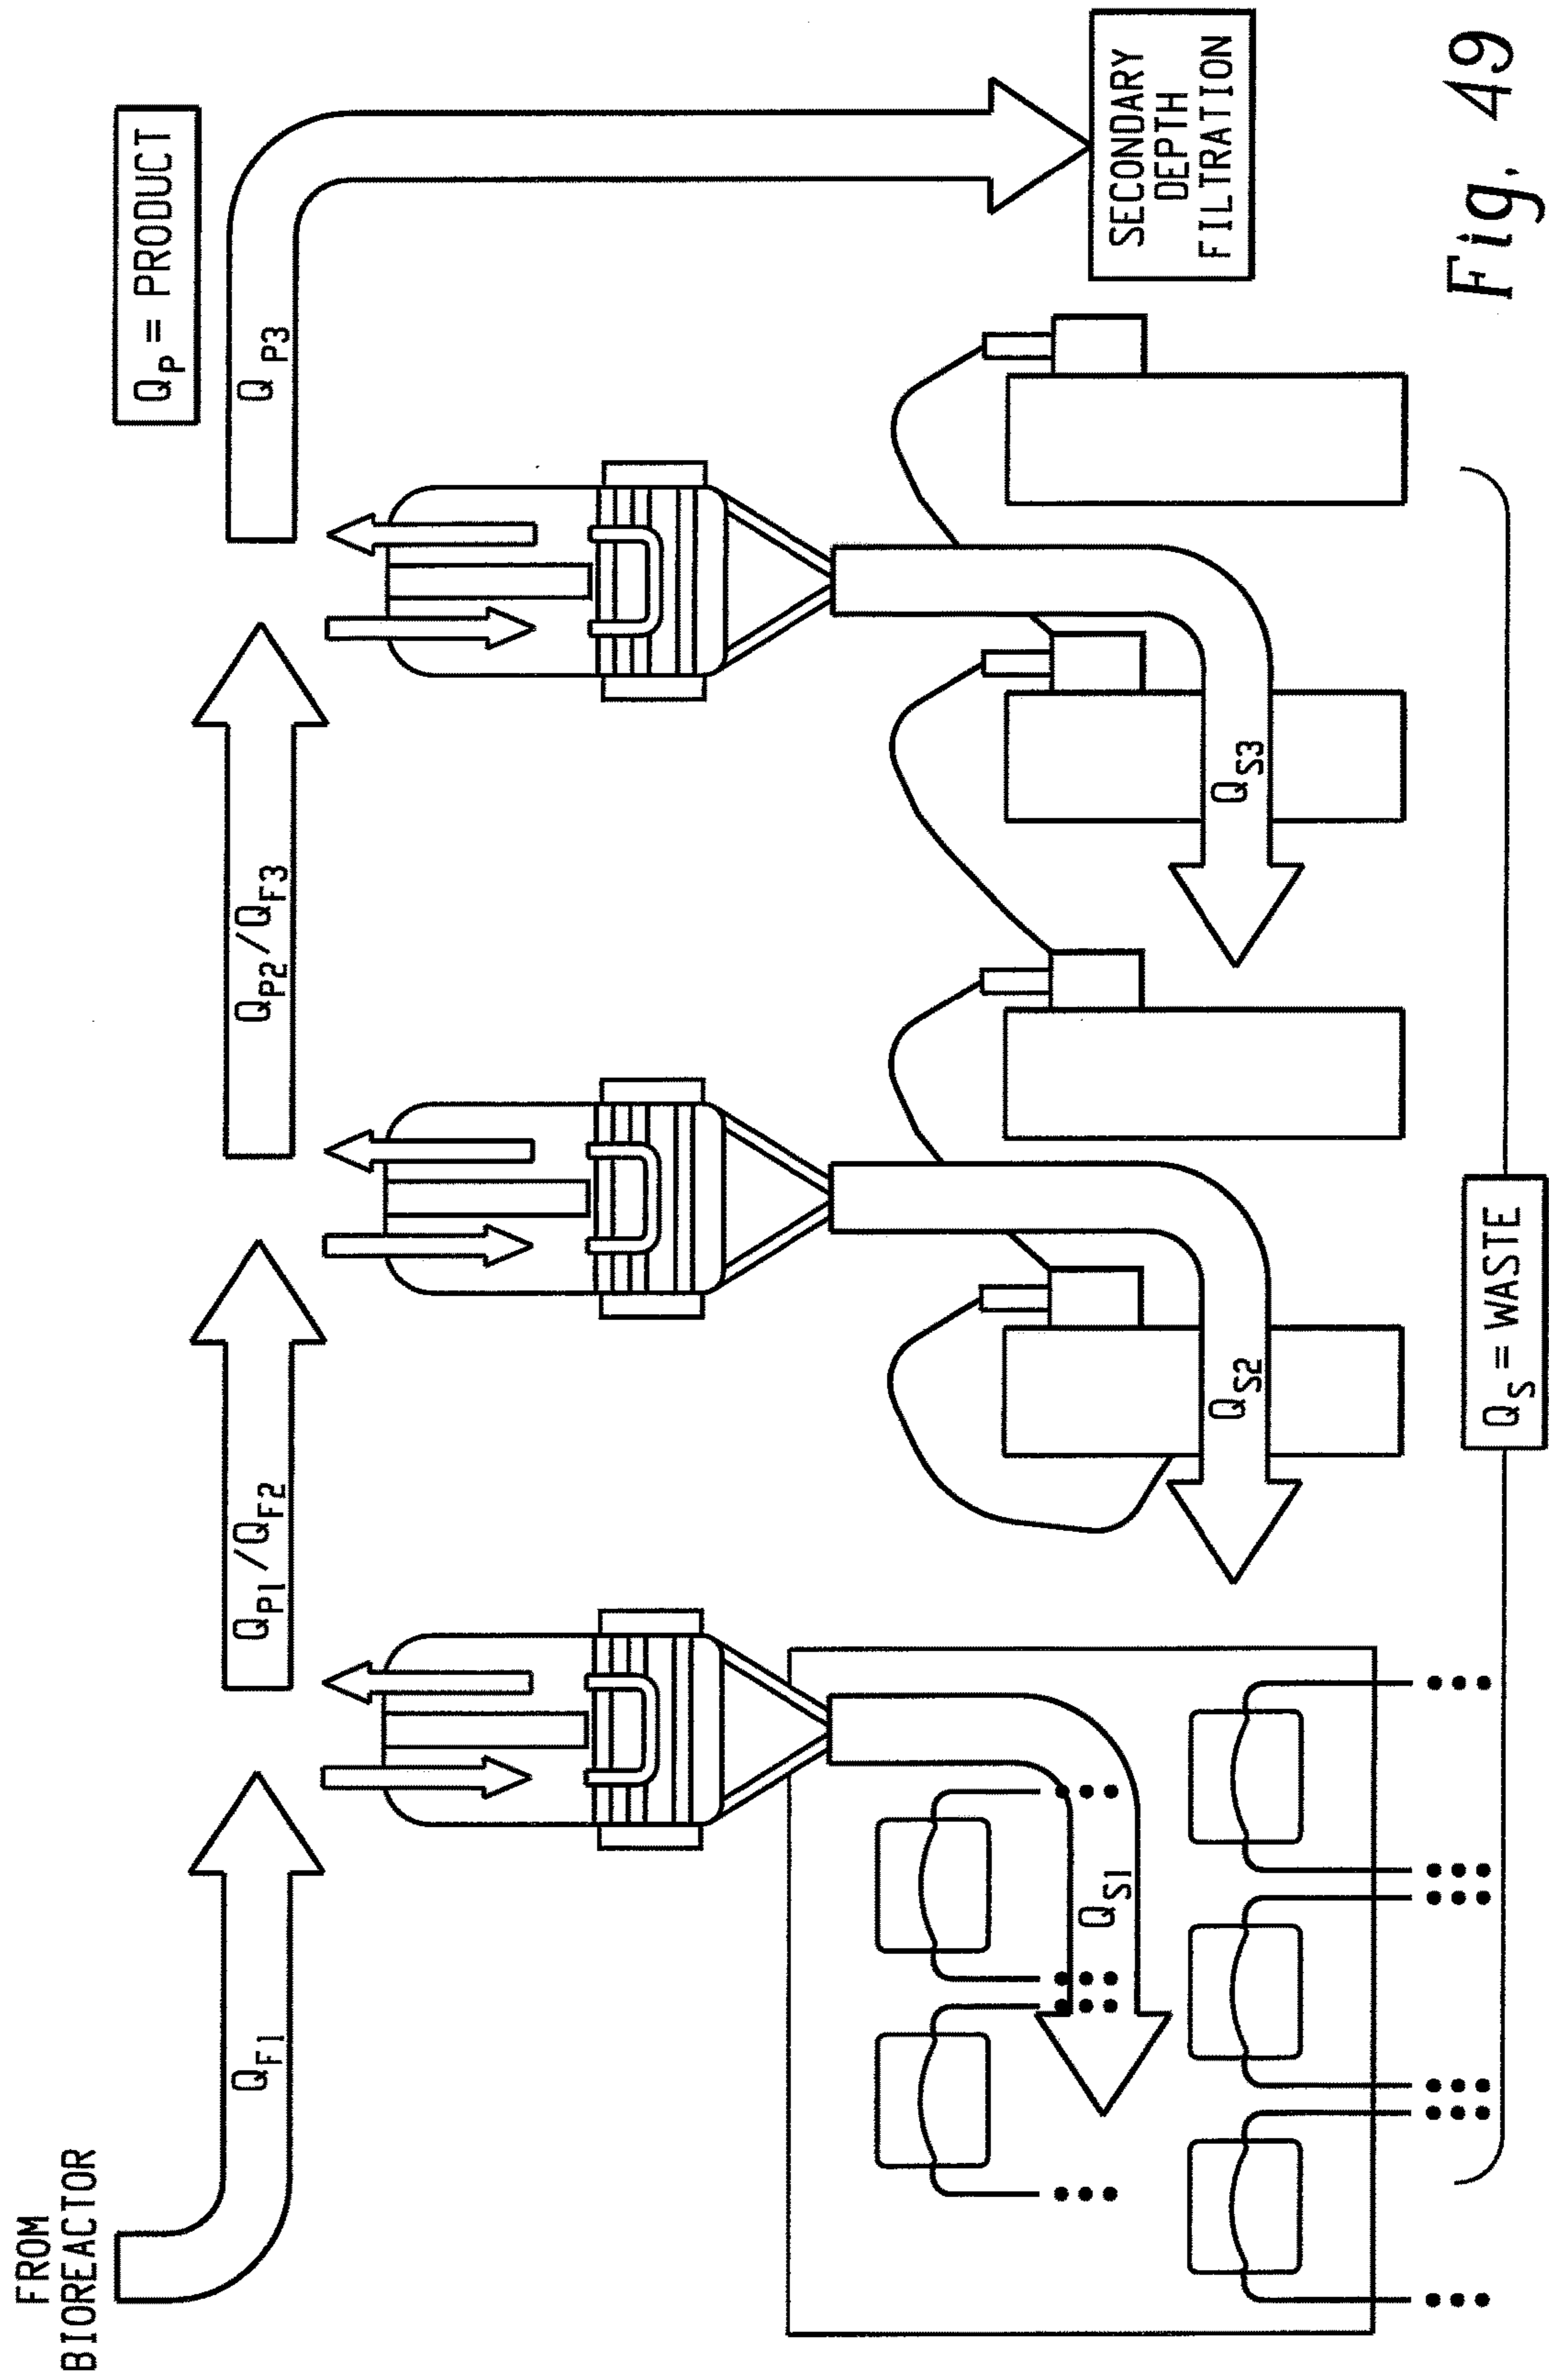 FROM
BIOREACTOR
Q_F1
Q_P1/Q_F2
Q_P2/Q_F3
Q_P3
Q_P = PRODUCT
Q_S1
Q_S2
Q_S3
SECONDARY
DEPTH
FILTRATION
Q_S = WASTE
Fig. 49